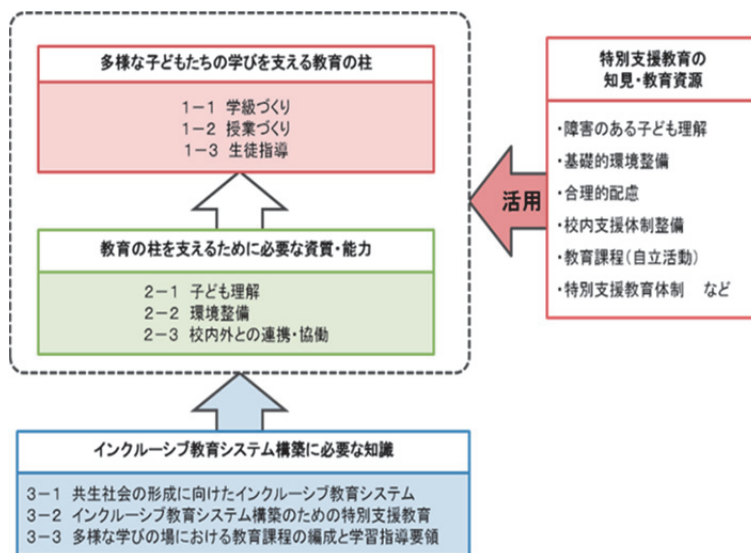 多様な子どもたちの学びを支える教育の柱
1－1 学級づくり
1－2 授業づくり
1－3 生徒指導
教育の柱を支えるために必要な資質・能力
2－1 子ども理解
2－2 環境整備
2－3 校内外との連携・協働
インクルーシブ教育システム構築に必要な知識
3－1 共生社会の形成に向けたインクルーシブ教育システム
3－2 インクルーシブ教育システム構築のための特別支援教育
3－3 多様な学びの場における教育課程の編成と学習指導要領
活用
特別支援教育の
知見・教育資源
・障害のある子ども理解
・基礎的環境整備
・合理的配慮
・校内支援体制整備
・教育課程(自立活動)
・特別支援教育体制 など